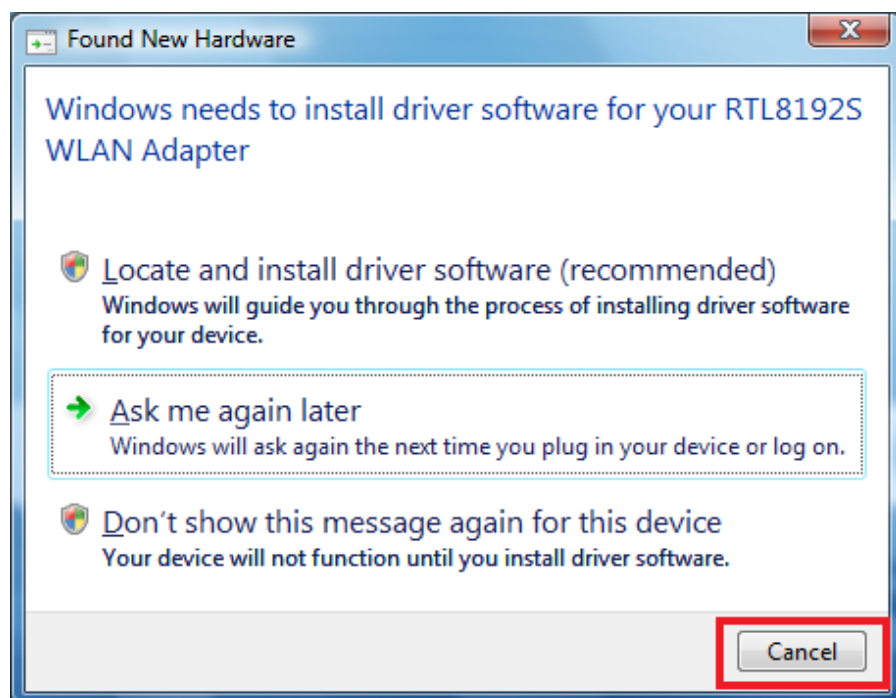 Found New Hardware
Windows needs to install driver software for your RTL8192S
WLAN Adapter
Locate and install driver software (recommended)
Windows will guide you through the process of installing driver software
for your device.
Ask me again later
Windows will ask again the next time you plug in your device or log on.
Don't show this message again for this device
Your device will not function until you install driver software.
Cancel